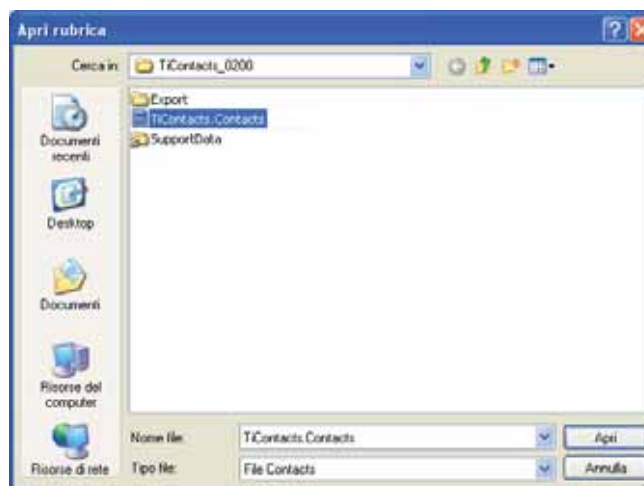 Apri rubrica
Cerca in: TiContacts_0200
Export
TiContacts.Contacts
SupportData
Documenti recenti
Desktop
Documenti
Risorse del computer
Risorse di rete
Nome file: TiContacts.Contacts Apri
Tipo file: File Contacts Annulla